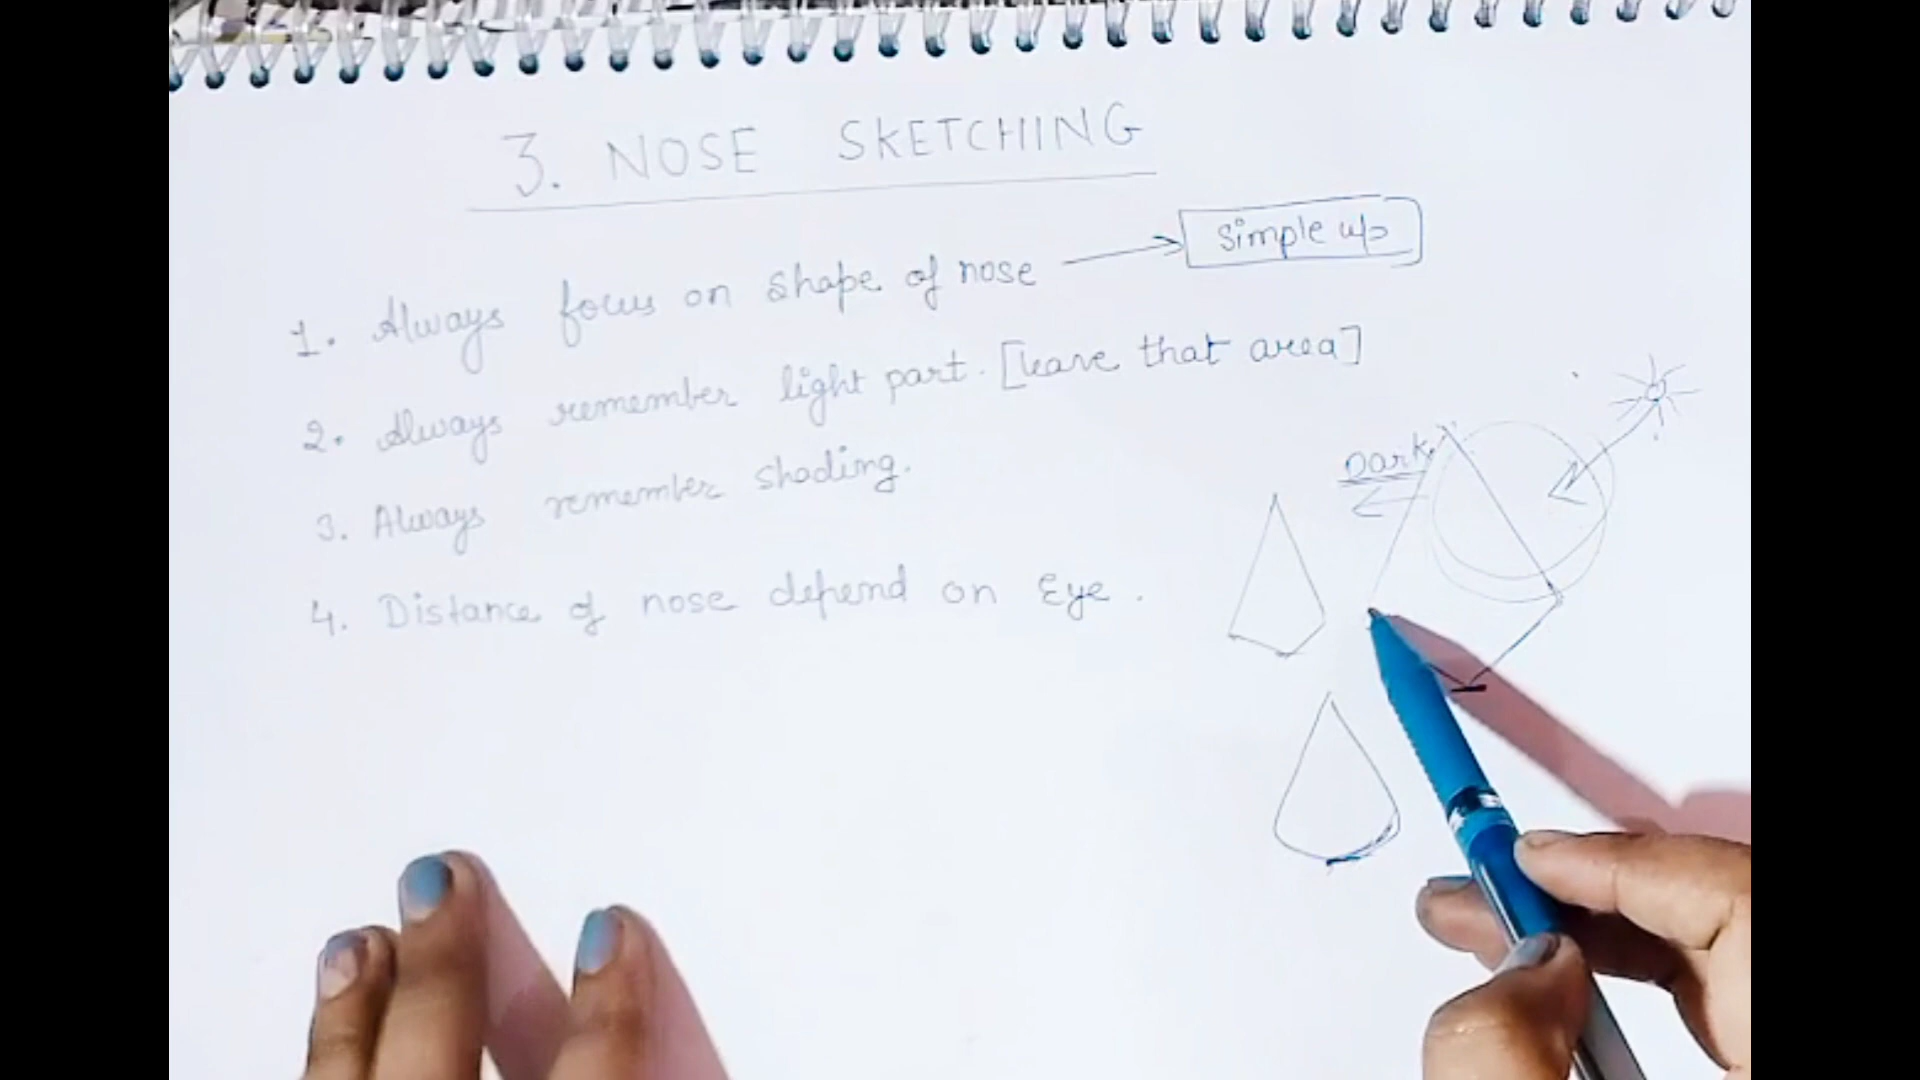 3. NOSE SKETCHING
1. Always focus on shape of nose → Simple up
2. Always remember light part. [leave that area]
3. Always remember shading.
Dark
4. Distance of nose depend on Eye.